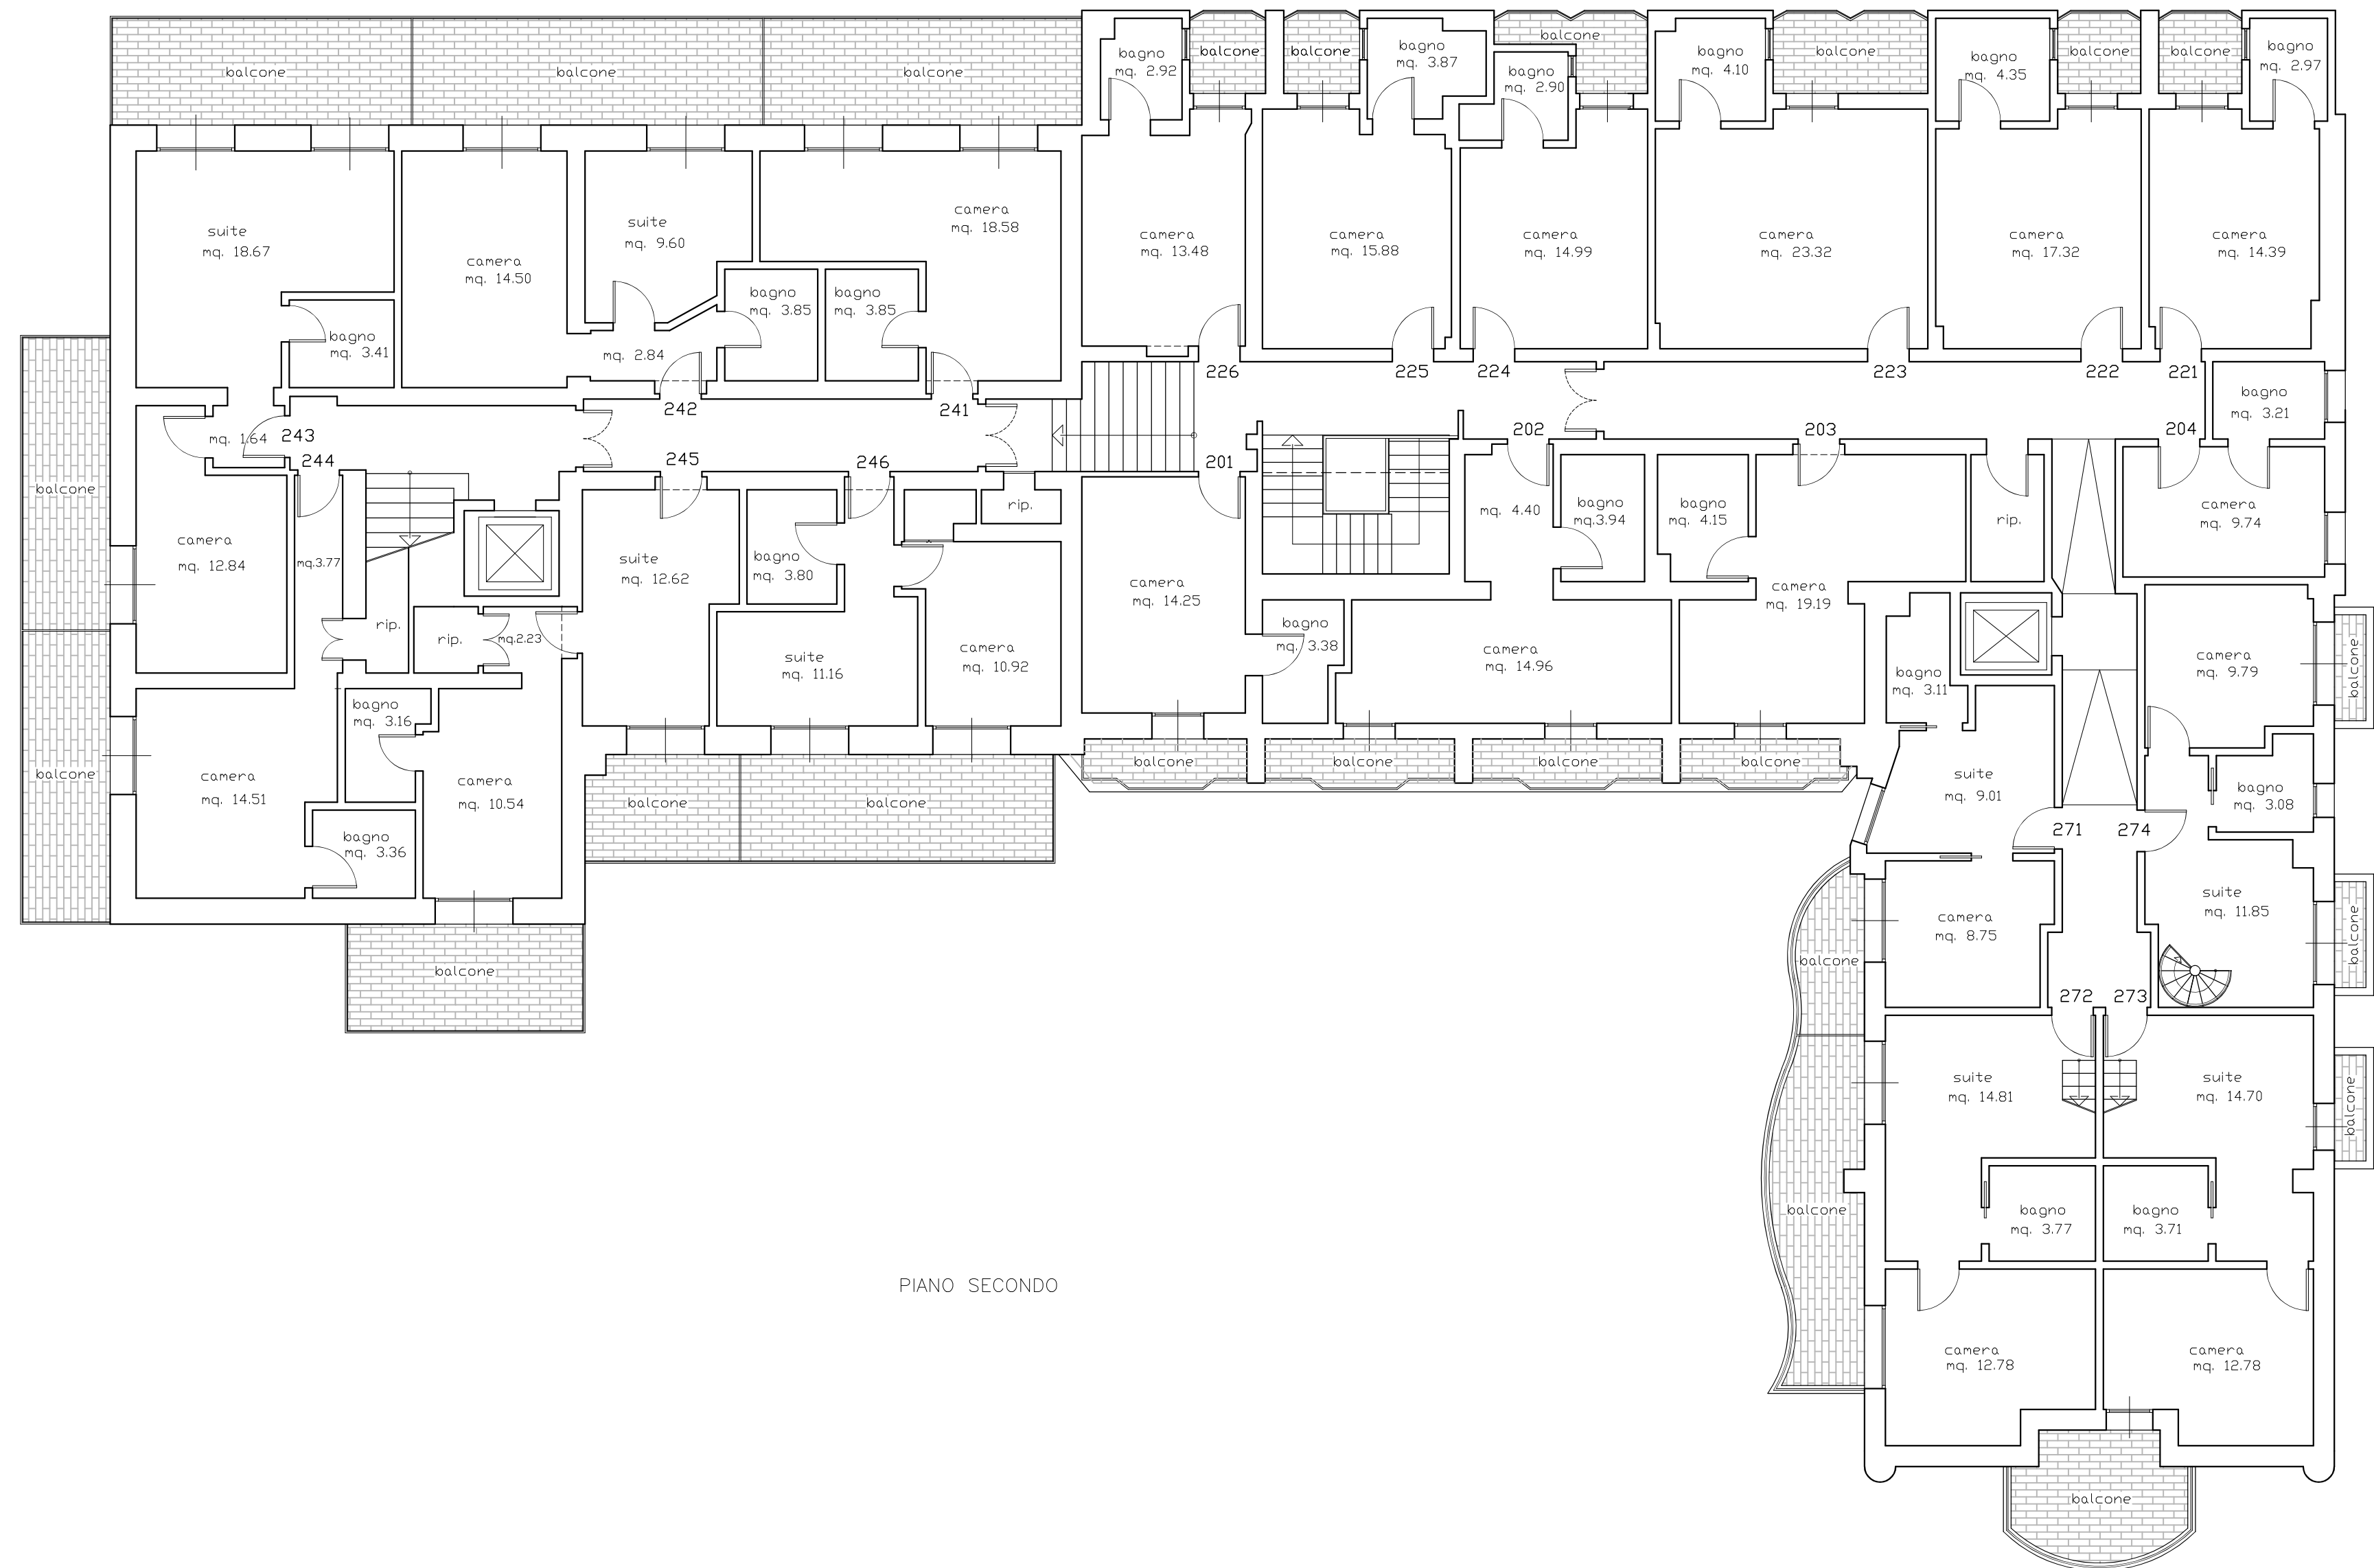 balcone
balcone
balcone
bagno
mq. 2.92
balcone
balcone
bagno
mq. 3.87
balcone
bagno
mq. 2.90
bagno
mq. 4.10
balcone
bagno
mq. 4.35
balcone
balcone
bagno
mq. 2.97
suite
mq. 18.67
camera
mq. 14.50
suite
mq. 9.60
camera
mq. 18.58
camera
mq. 13.48
camera
mq. 15.88
camera
mq. 14.99
camera
mq. 23.32
camera
mq. 17.32
camera
mq. 14.39
bagno
mq. 3.41
mq. 2.84
bagno
mq. 3.85
bagno
mq. 3.85
226
225
224
223
222
221
242
241
bagno
mq. 3.21
mq. 1.64
243
244
245
246
201
202
203
204
balcone
camera
mq. 12.84
mq.3.77
suite
mq. 12.62
bagno
mq. 3.80
rip.
camera
mq. 14.25
mq. 4.40
bagno
mq.3.94
bagno
mq. 4.15
camera
mq. 19.19
rip.
camera
mq. 9.74
rip.
rip.
mq.2.23
suite
mq. 11.16
camera
mq. 10.92
bagno
mq. 3.38
camera
mq. 14.96
bagno
mq. 3.11
camera
mq. 9.79
balcone
balcone
camera
mq. 14.51
bagno
mq. 3.16
camera
mq. 10.54
bagno
mq. 3.36
balcone
balcone
balcone
balcone
balcone
balcone
suite
mq. 9.01
bagno
mq. 3.08
271
274
balcone
camera
mq. 8.75
suite
mq. 11.85
balcone
balcone
272
273
suite
mq. 14.81
suite
mq. 14.70
balcone
balcone
bagno
mq. 3.77
bagno
mq. 3.71
PIANO SECONDO
camera
mq. 12.78
camera
mq. 12.78
balcone